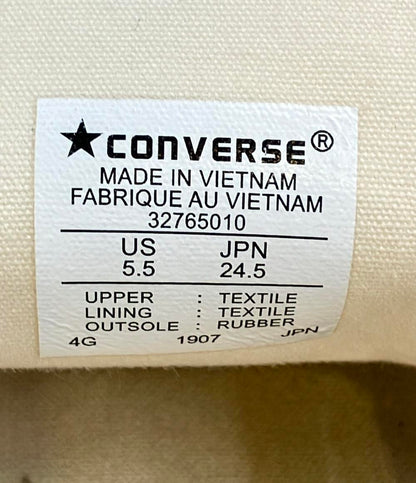 ★CONVERSE®
MADE IN VIETNAM
FABRIQUE AU VIETNAM
32765010
US JPN
5.5 24.5
UPPER : TEXTILE
LINING : TEXTILE
OUTSOLE : RUBBER
4G 1907 JPN